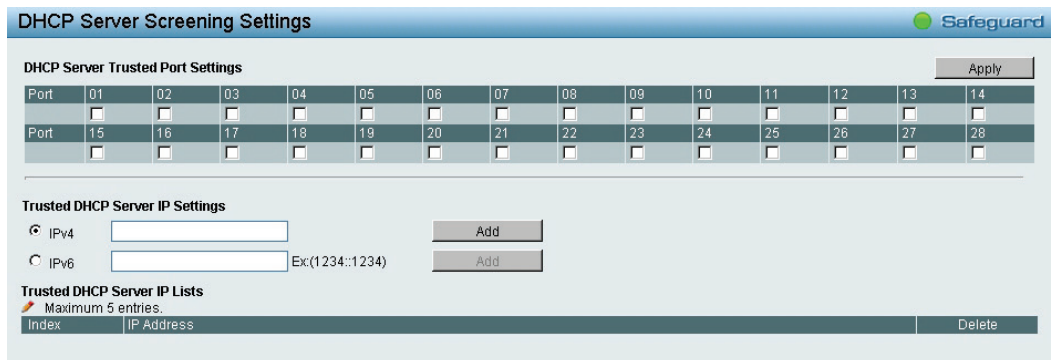 DHCP Server Screening Settings
Safeguard
DHCP Server Trusted Port Settings
Apply
Port 01 02 03 04 05 06 07 08 09 10 11 12 13 14
Port 15 16 17 18 19 20 21 22 23 24 25 26 27 28
Trusted DHCP Server IP Settings
IPv4 Add
IPv6 Ex:(1234::1234) Add
Trusted DHCP Server IP Lists
Maximum 5 entries.
Index IP Address Delete